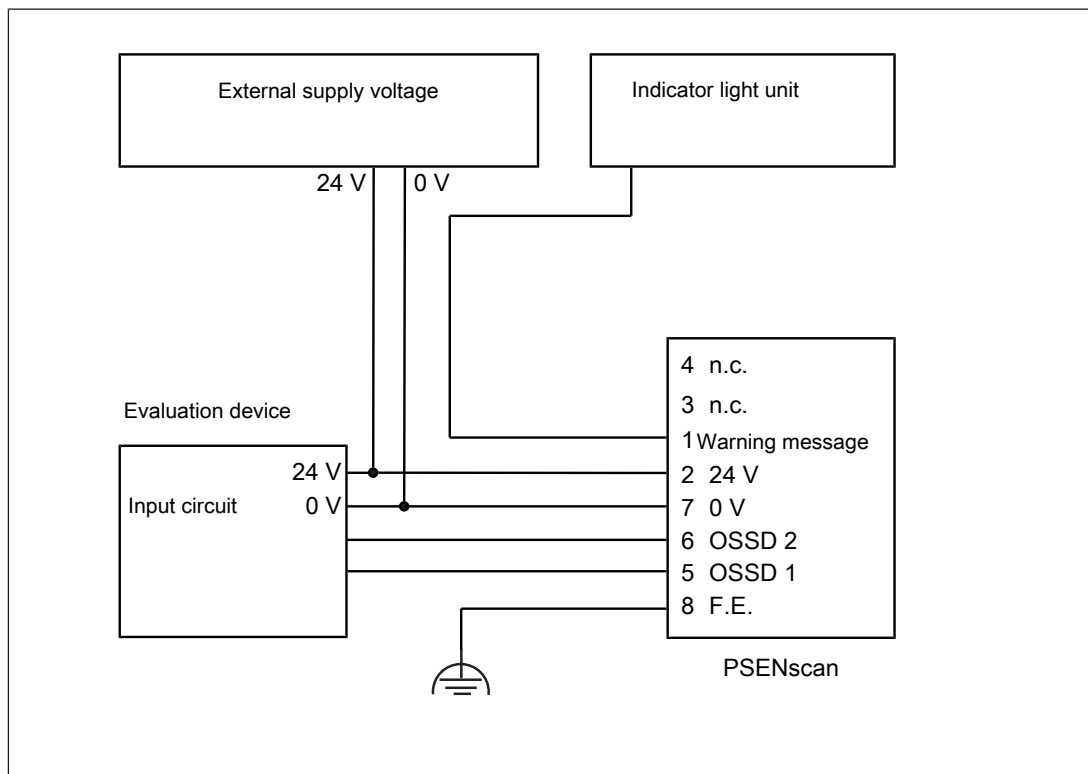 External supply voltage
Indicator light unit
24 V
0 V
4 n.c.
3 n.c.
Evaluation device
1 Warning message
24 V
2 24 V
Input circuit
0 V
7 0 V
6 OSSD 2
5 OSSD 1
8 F.E.
PSENscan